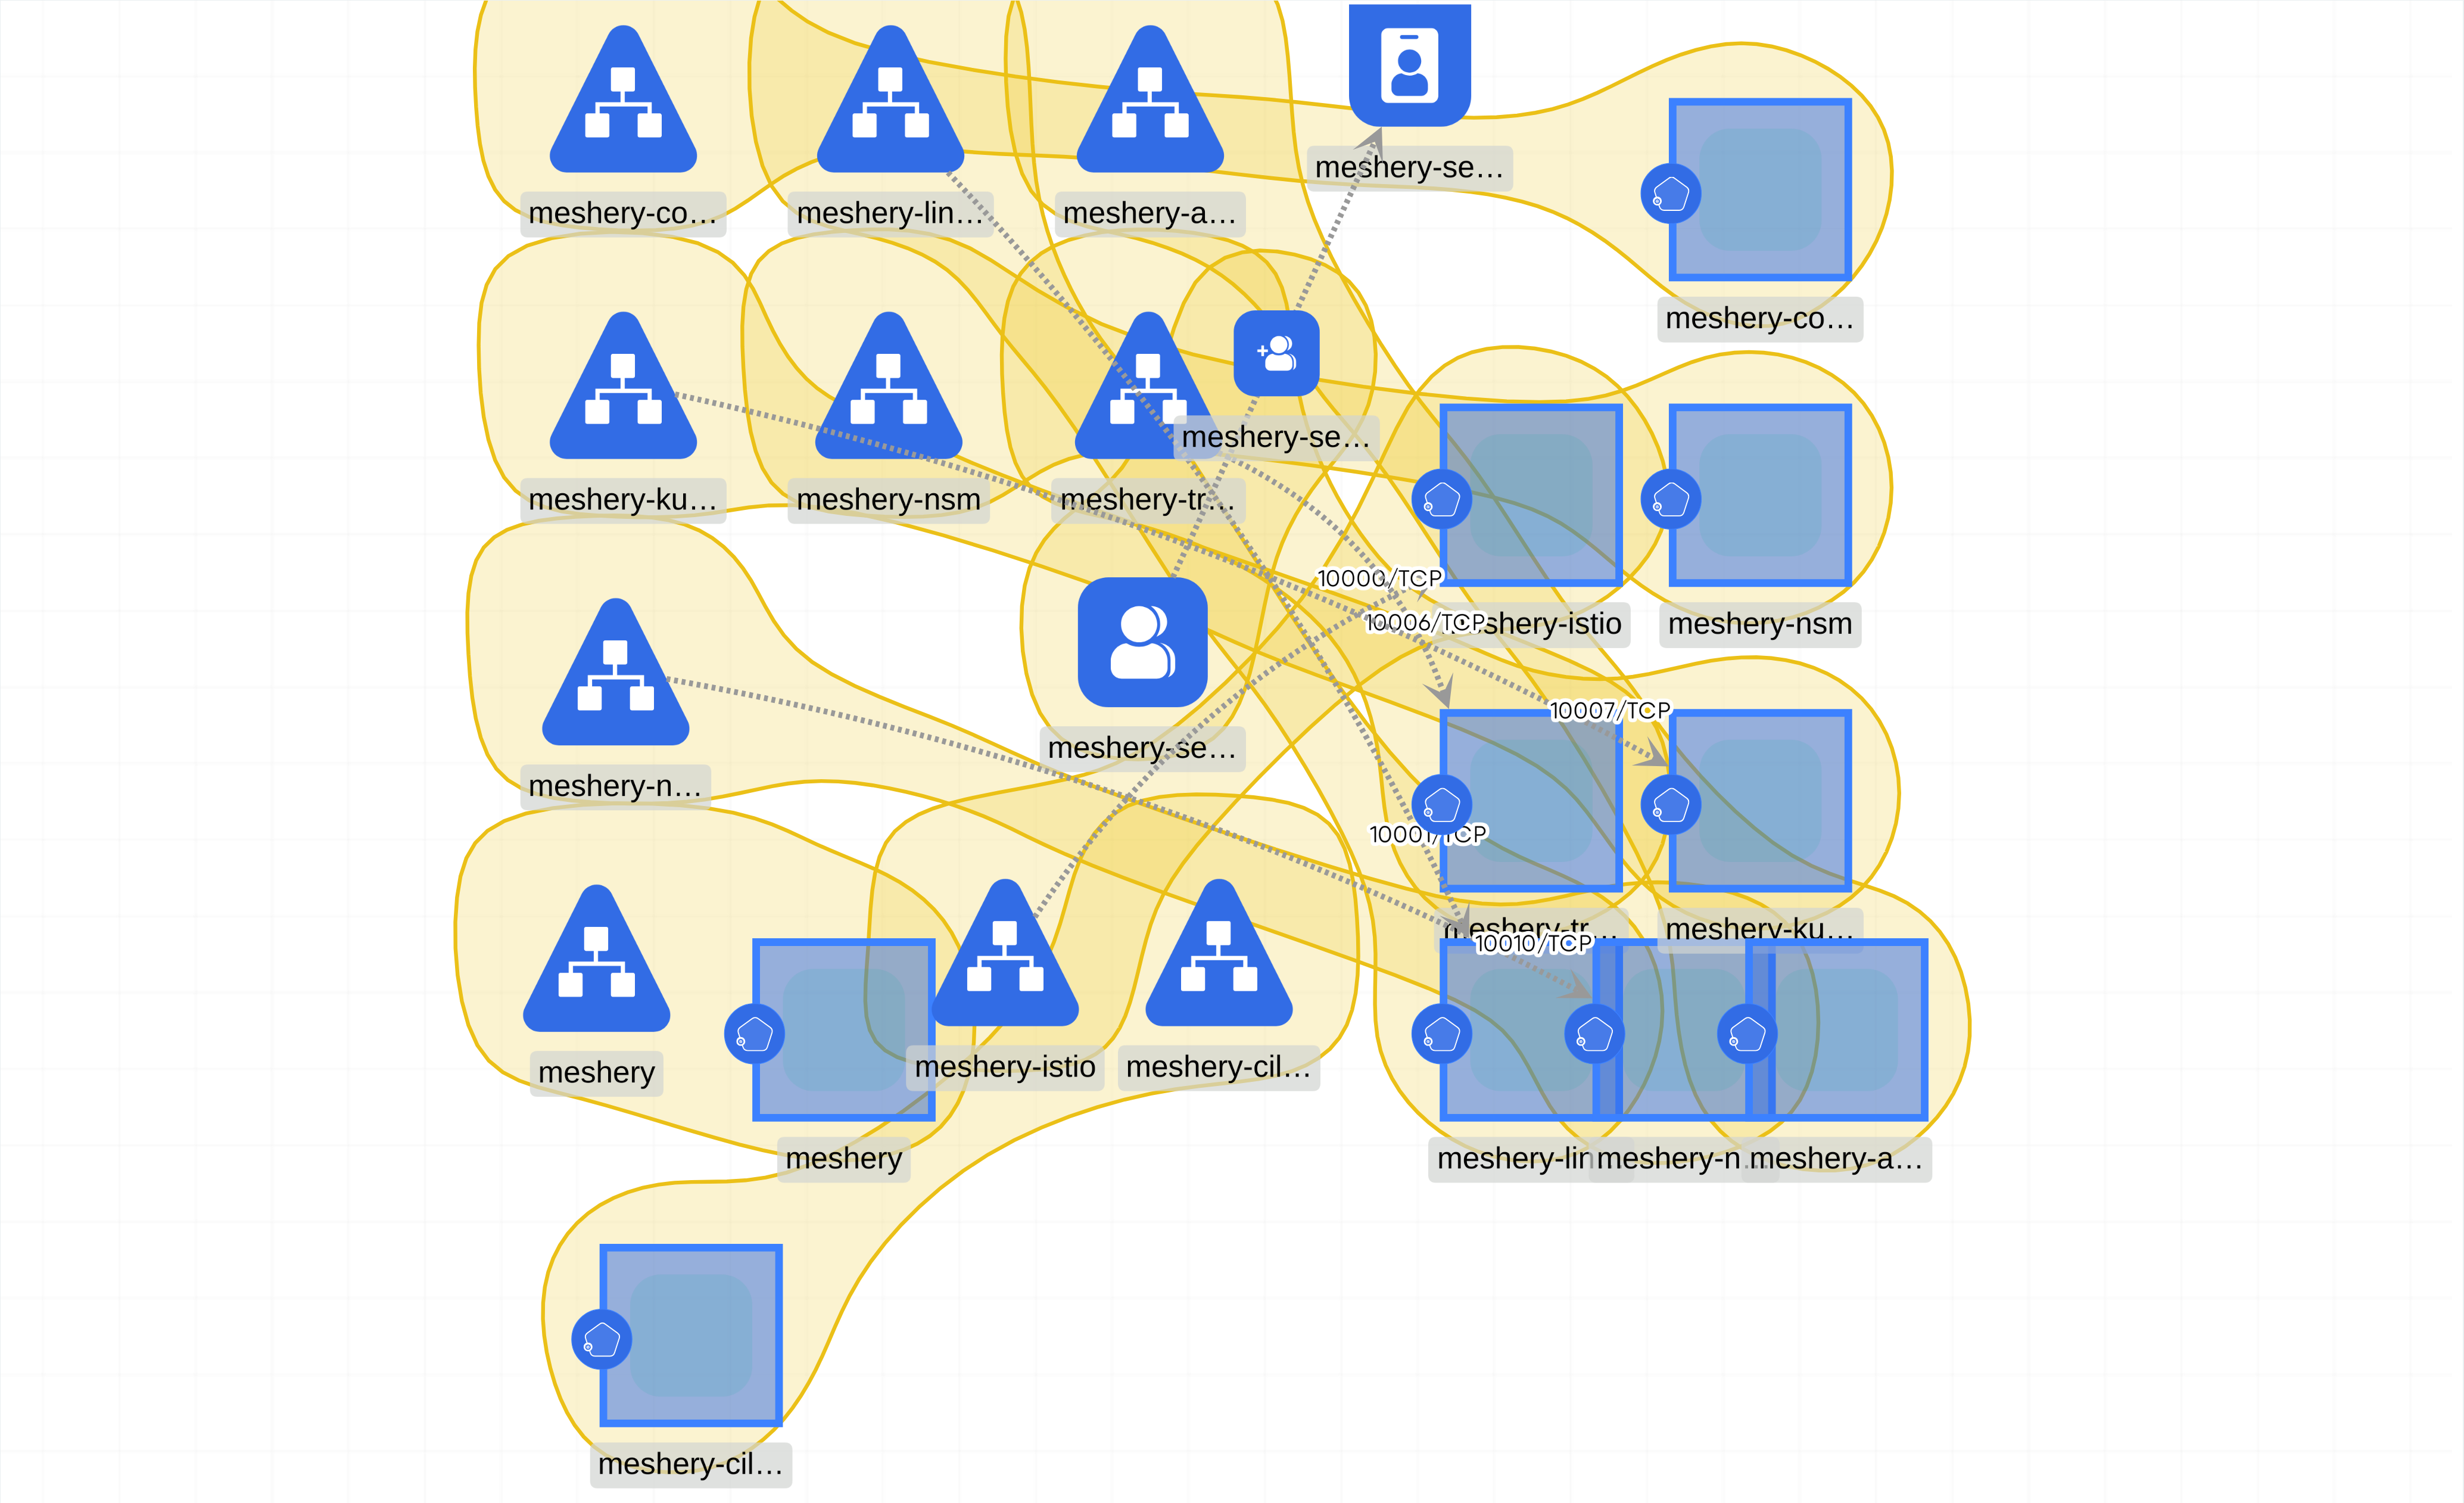 meshery-co...
meshery-lin...
meshery-a...
meshery-se...
meshery-co...
meshery-ku...
meshery-nsm
meshery-tr...
meshery-se...
10000/TCP
10006/TCP
shery-istio
meshery-nsm
meshery-n...
meshery-se...
10007/TCP
10001/TCP
meshery-tr...
meshery-ku...
10010/TCP
meshery
meshery-istio
meshery-cil...
meshery
meshery-lin
meshery-n...
meshery-a...
meshery-cil...